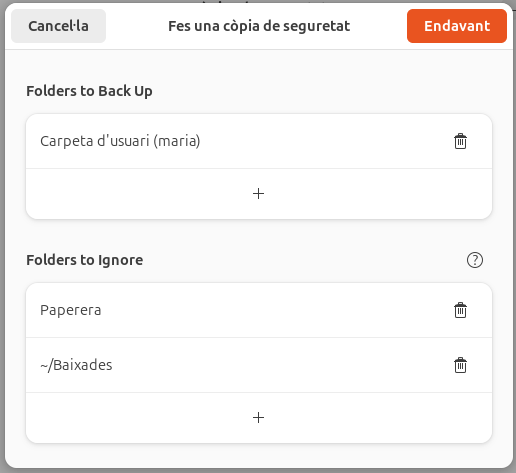 Cancel·la
Fes una còpia de seguretat
Endavant
Folders to Back Up
Carpeta d'usuari (maria)
Folders to Ignore
Paperera
~/Baixades